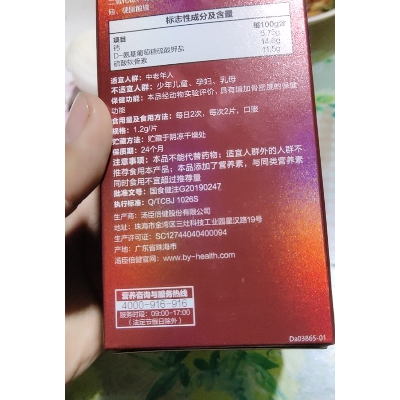 标志性成分及含量
项目 每100g含
钙 8.79g
D-氨基葡萄糖硫酸钾盐 14.8g
硫酸软骨素 11.5g
适宜人群：中老年人
不适宜人群：少年儿童、孕妇、乳母
保健功能：本品经动物实验评价，具有增加骨密度的保健
功能
食用量及食用方法：每日2次，每次2片，口服
规格：1.2g/片
贮藏方法：贮藏于阴凉干燥处
保质期：24个月
注意事项：本品不能代替药物；适宜人群外的人群不
推荐食用本产品；本品添加了营养素，与同类营养素
同时食用不宜超过推荐量
批准文号：国食健注G20190247
执行标准：Q/TCBJ 1026S
生产商：汤臣倍健股份有限公司
地址：珠海市金湾区三灶科技工业园星汉路19号
生产许可证：SC12744040400094
产地：广东省珠海市
汤臣倍健官网：www.by-health.com
营养咨询与服务热线
4000-916-916
服务时段：09:00-17:00
（法定节假日除外）
Da03865-01